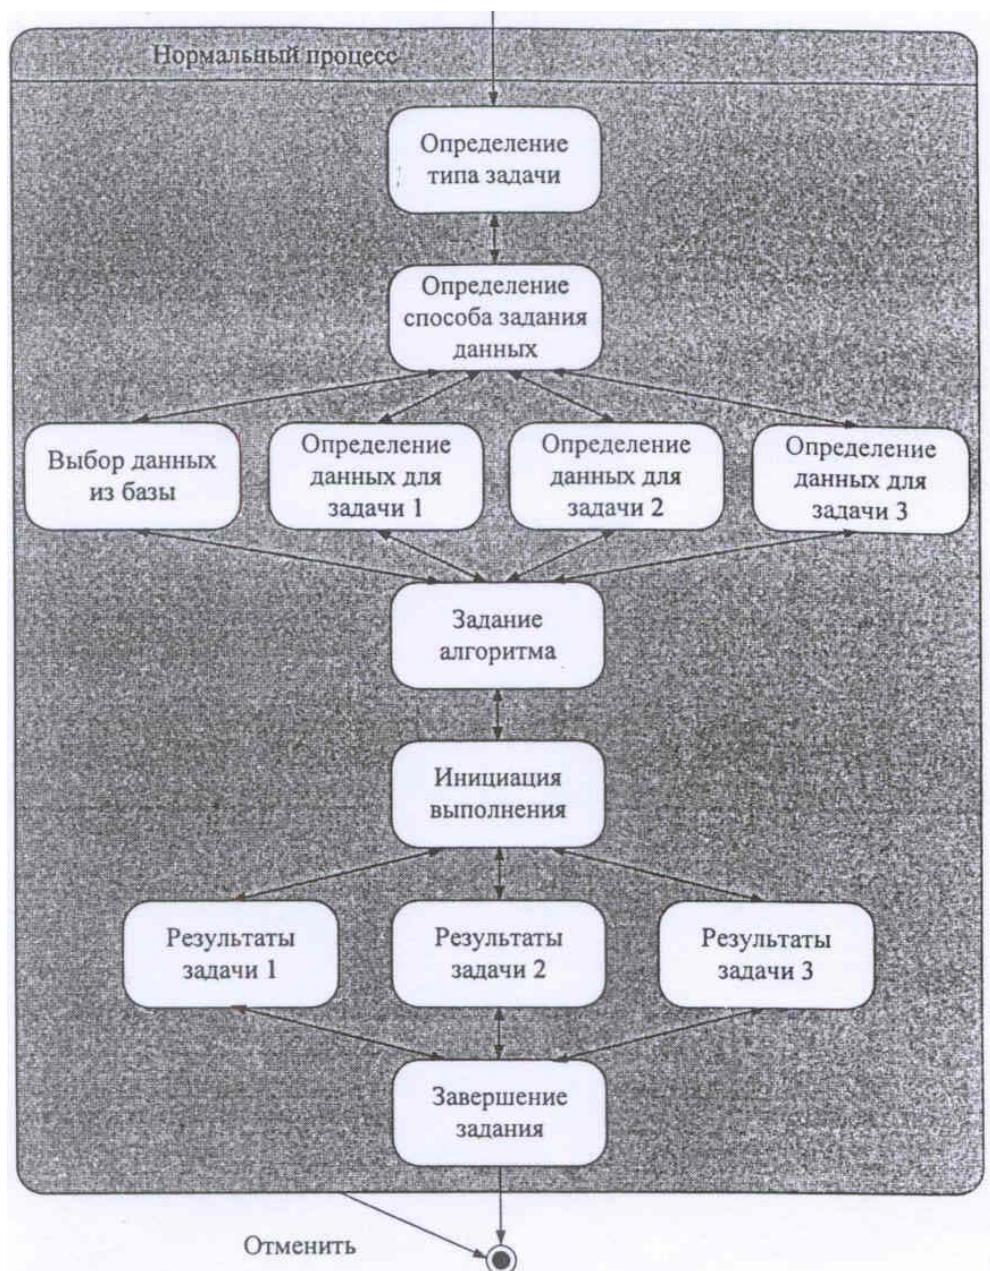 Нормальный процесс
Определение
типа задачи
Определение
способа задания
данных
Выбор данных
из базы
Определение
данных для
задачи 1
Определение
данных для
задачи 2
Определение
данных для
задачи 3
Задание
алгоритма
Инициация
выполнения
Результаты
задачи 1
Результаты
задачи 2
Результаты
задачи 3
Завершение
задания
Отменить